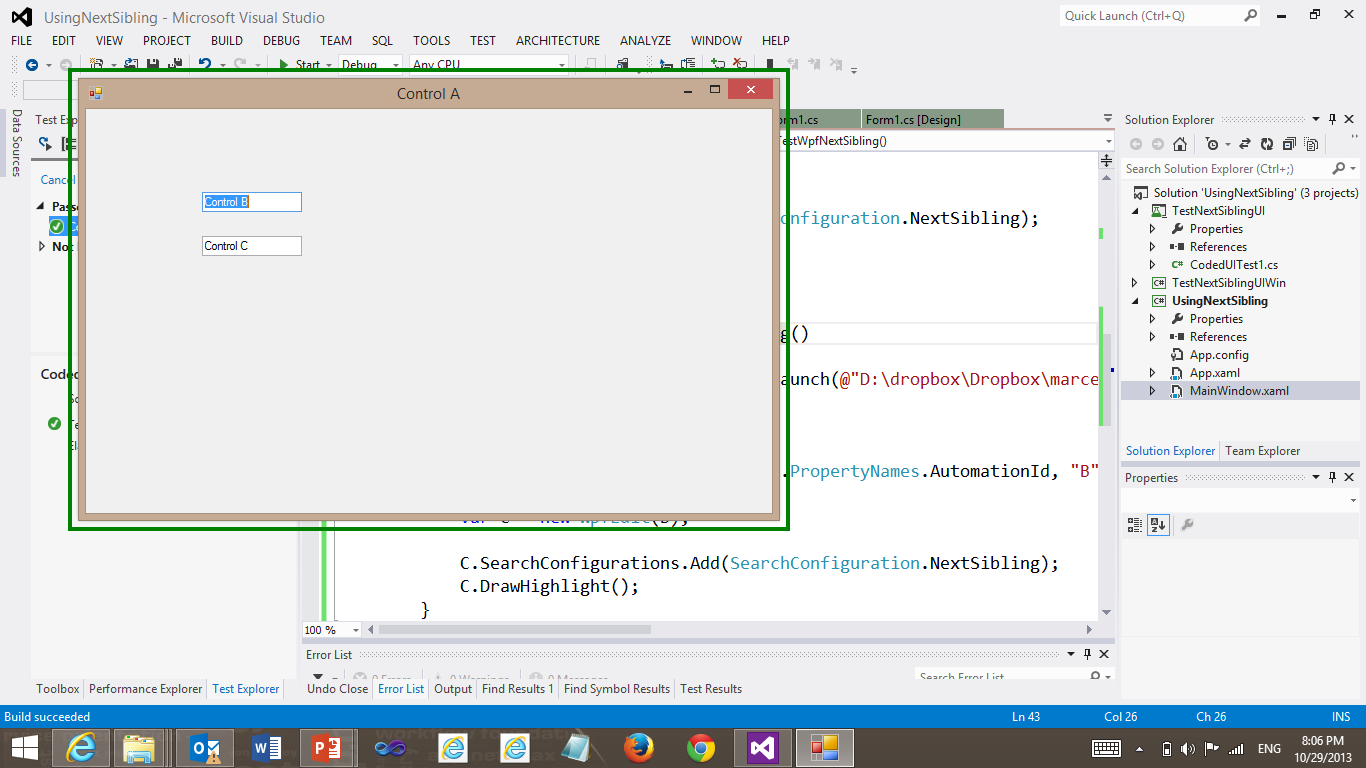 UsingNextSibling - Microsoft Visual Studio
Quick Launch (Ctrl+Q)
FILE EDIT VIEW PROJECT BUILD DEBUG TEAM SQL TOOLS TEST ARCHITECTURE ANALYZE WINDOW HELP
Start Debug Any CPU
Control A
Control B
Control C
Data Sources
Test Exp
Cancel
Passe
Not
Coded
Form1.cs [Design]
TestWpfNextSibling()
onfiguration.NextSibling);
g()
aunch(@"D:\dropbox\Dropbox\marce
.PropertyNames.AutomationId, "B"
var C = new WpfEdit(B);
C.SearchConfigurations.Add(SearchConfiguration.NextSibling);
C.DrawHighlight();
}
100 %
Error List
0 Errors 0 Warnings 0 Messages
Search Error List
Toolbox Performance Explorer Test Explorer
Undo Close Error List Output Find Results 1 Find Symbol Results Test Results
Solution Explorer
Search Solution Explorer (Ctrl+;)
Solution 'UsingNextSibling' (3 projects)
TestNextSiblingUI
Properties
References
CodedUITest1.cs
TestNextSiblingUIWin
UsingNextSibling
Properties
References
App.config
App.xaml
MainWindow.xaml
Solution Explorer Team Explorer
Properties
Build succeeded
Ln 43 Col 26 Ch 26 INS
ENG
8:06 PM
10/29/2013